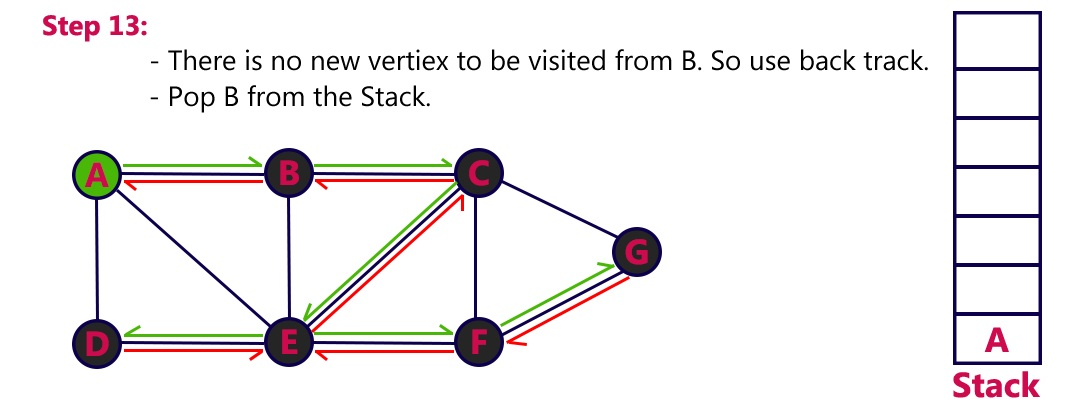 Step 13:
- There is no new vertiex to be visited from B. So use back track.
- Pop B from the Stack.
A
B
C
G
D
E
F
A
Stack